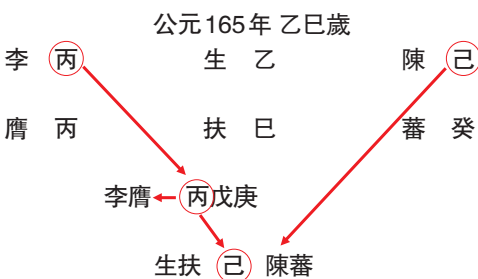 公元165年 乙巳歲
李 丙 生 乙 陳 己
膺 丙 扶 巳 蕃 癸
李膺 丙戊庚
生扶 己 陳蕃